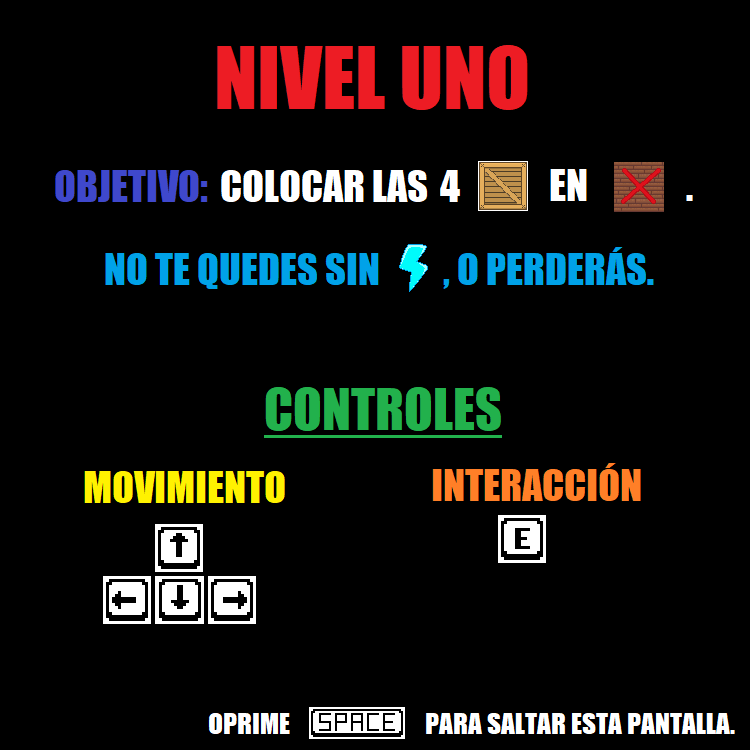 NIVEL UNO
OBJETIVO: COLOCAR LAS 4 EN .
NO TE QUEDES SIN , O PERDERÁS.
CONTROLES
MOVIMIENTO INTERACCIÓN
↑ E
← ↓ →
OPRIME SPACE PARA SALTAR ESTA PANTALLA.